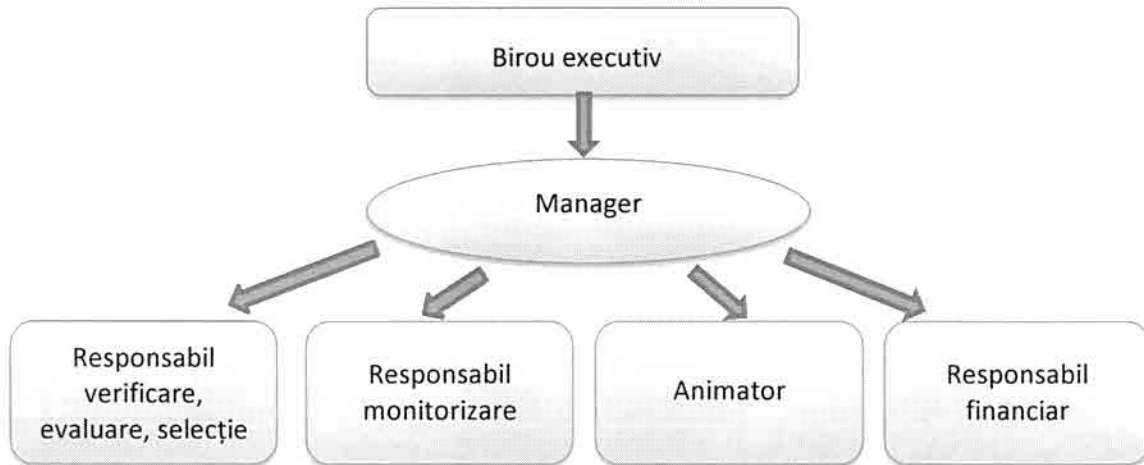 Birou executiv
Manager
Responsabil
verificare,
evaluare, selecție
Responsabil
monitorizare
Animator
Responsabil
financiar